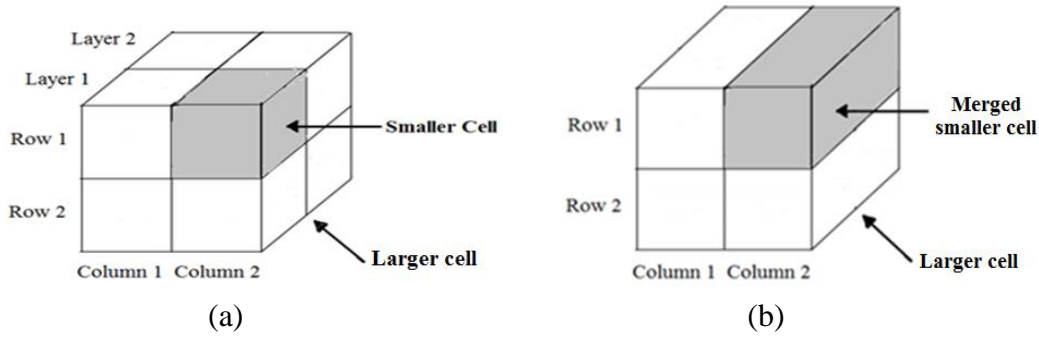 Layer 2
Layer 1
Row 1
Row 2
Column 1 Column 2
Smaller Cell
Larger cell
(a)
Row 1
Row 2
Column 1 Column 2
Merged
smaller cell
Larger cell
(b)